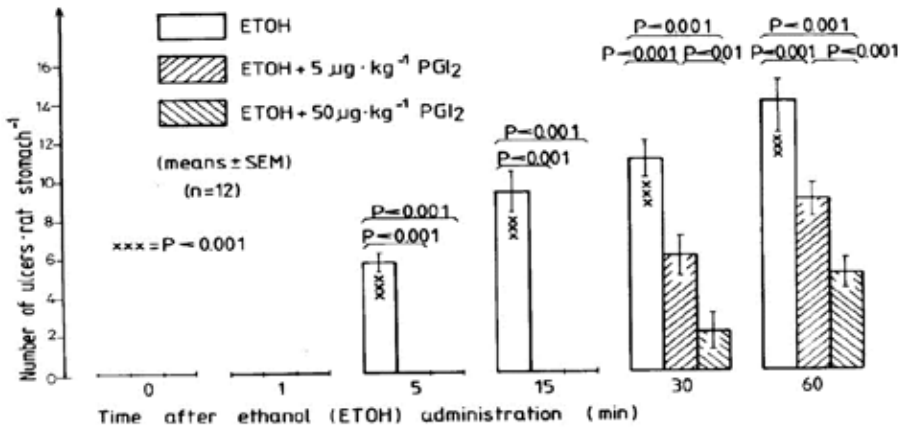 ETOH
ETOH + 5 µg·kg⁻¹ PGI₂
ETOH + 50 µg·kg⁻¹ PGI₂
(means ± SEM)
(n=12)
xxx = P<0.001
Number of ulcers·rat stomach⁻¹
16
14
12
10
8
6
4
2
0
P<0.001
P<0.001
xxx
P<0.001
P<0.001
xxx
P<0.001
P<0.001 P<001
xxx
P<0.001
P<0.001 P<0.001
xxx
0 1 5 15 30 60
Time after ethanol (ETOH) administration (min)